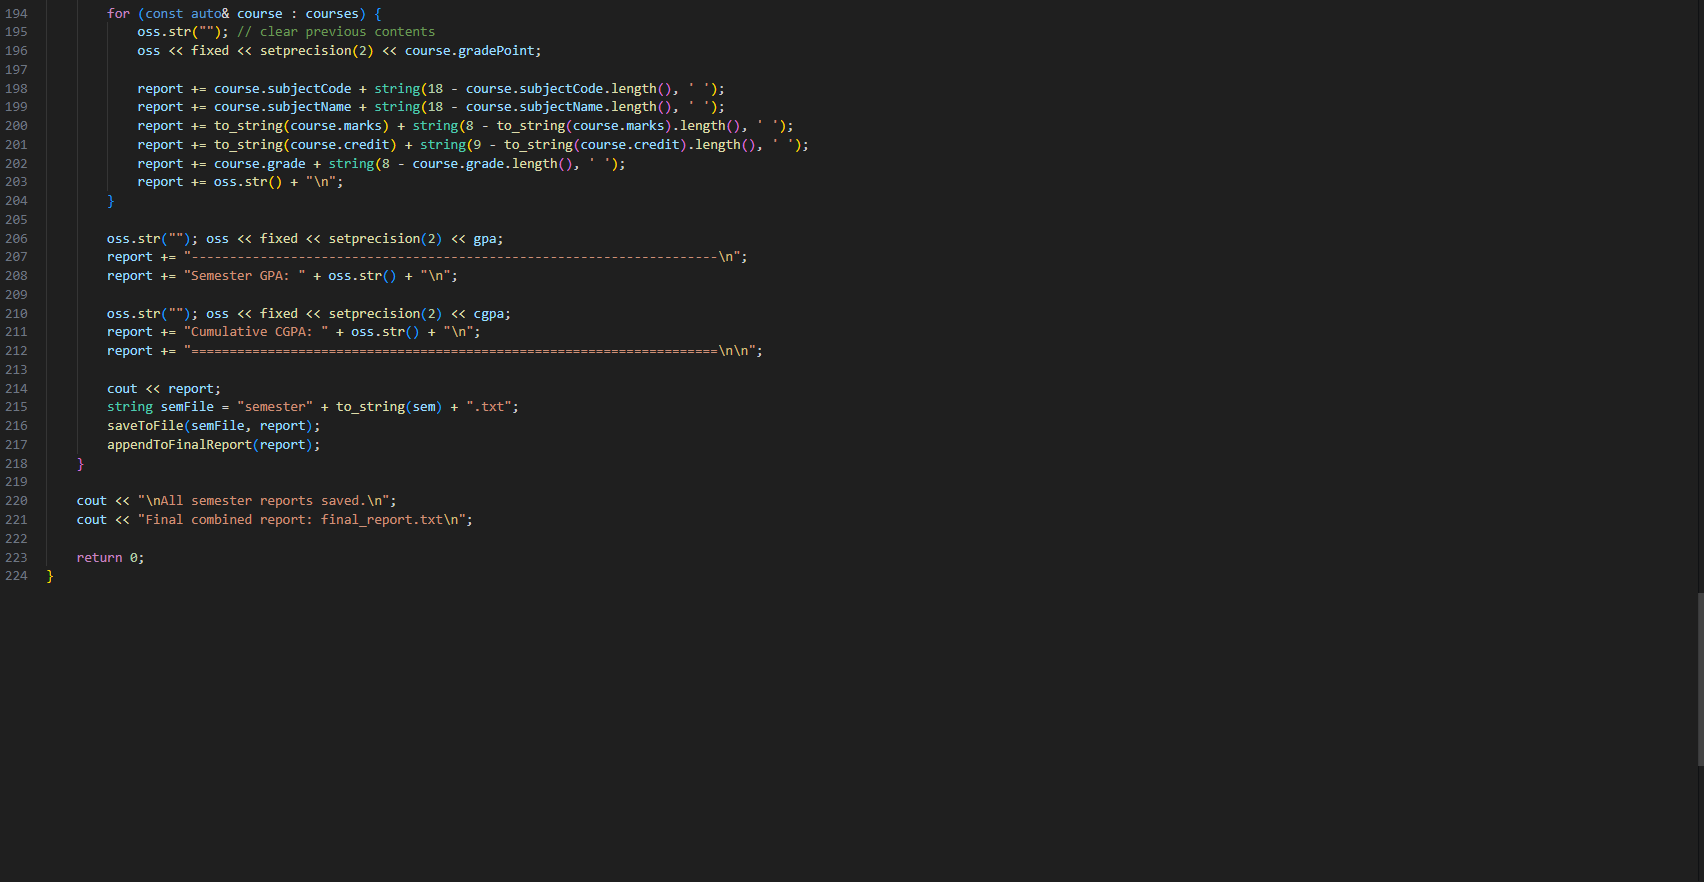 194 for (const auto& course : courses) {
195 oss.str(""); // clear previous contents
196 oss << fixed << setprecision(2) << course.gradePoint;
197
198 report += course.subjectCode + string(18 - course.subjectCode.length(), ' ');
199 report += course.subjectName + string(18 - course.subjectName.length(), ' ');
200 report += to_string(course.marks) + string(8 - to_string(course.marks).length(), ' ');
201 report += to_string(course.credit) + string(9 - to_string(course.credit).length(), ' ');
202 report += course.grade + string(8 - course.grade.length(), ' ');
203 report += oss.str() + "\n";
204 }
205
206 oss.str(""); oss << fixed << setprecision(2) << gpa;
207 report += "---------------------------------------------------------------------\n";
208 report += "Semester GPA: " + oss.str() + "\n";
209
210 oss.str(""); oss << fixed << setprecision(2) << cgpa;
211 report += "Cumulative CGPA: " + oss.str() + "\n";
212 report += "=====================================================================\n\n";
213
214 cout << report;
215 string semFile = "semester" + to_string(sem) + ".txt";
216 saveToFile(semFile, report);
217 appendToFinalReport(report);
218 }
219
220 cout << "\nAll semester reports saved.\n";
221 cout << "Final combined report: final_report.txt\n";
222
223 return 0;
224 }